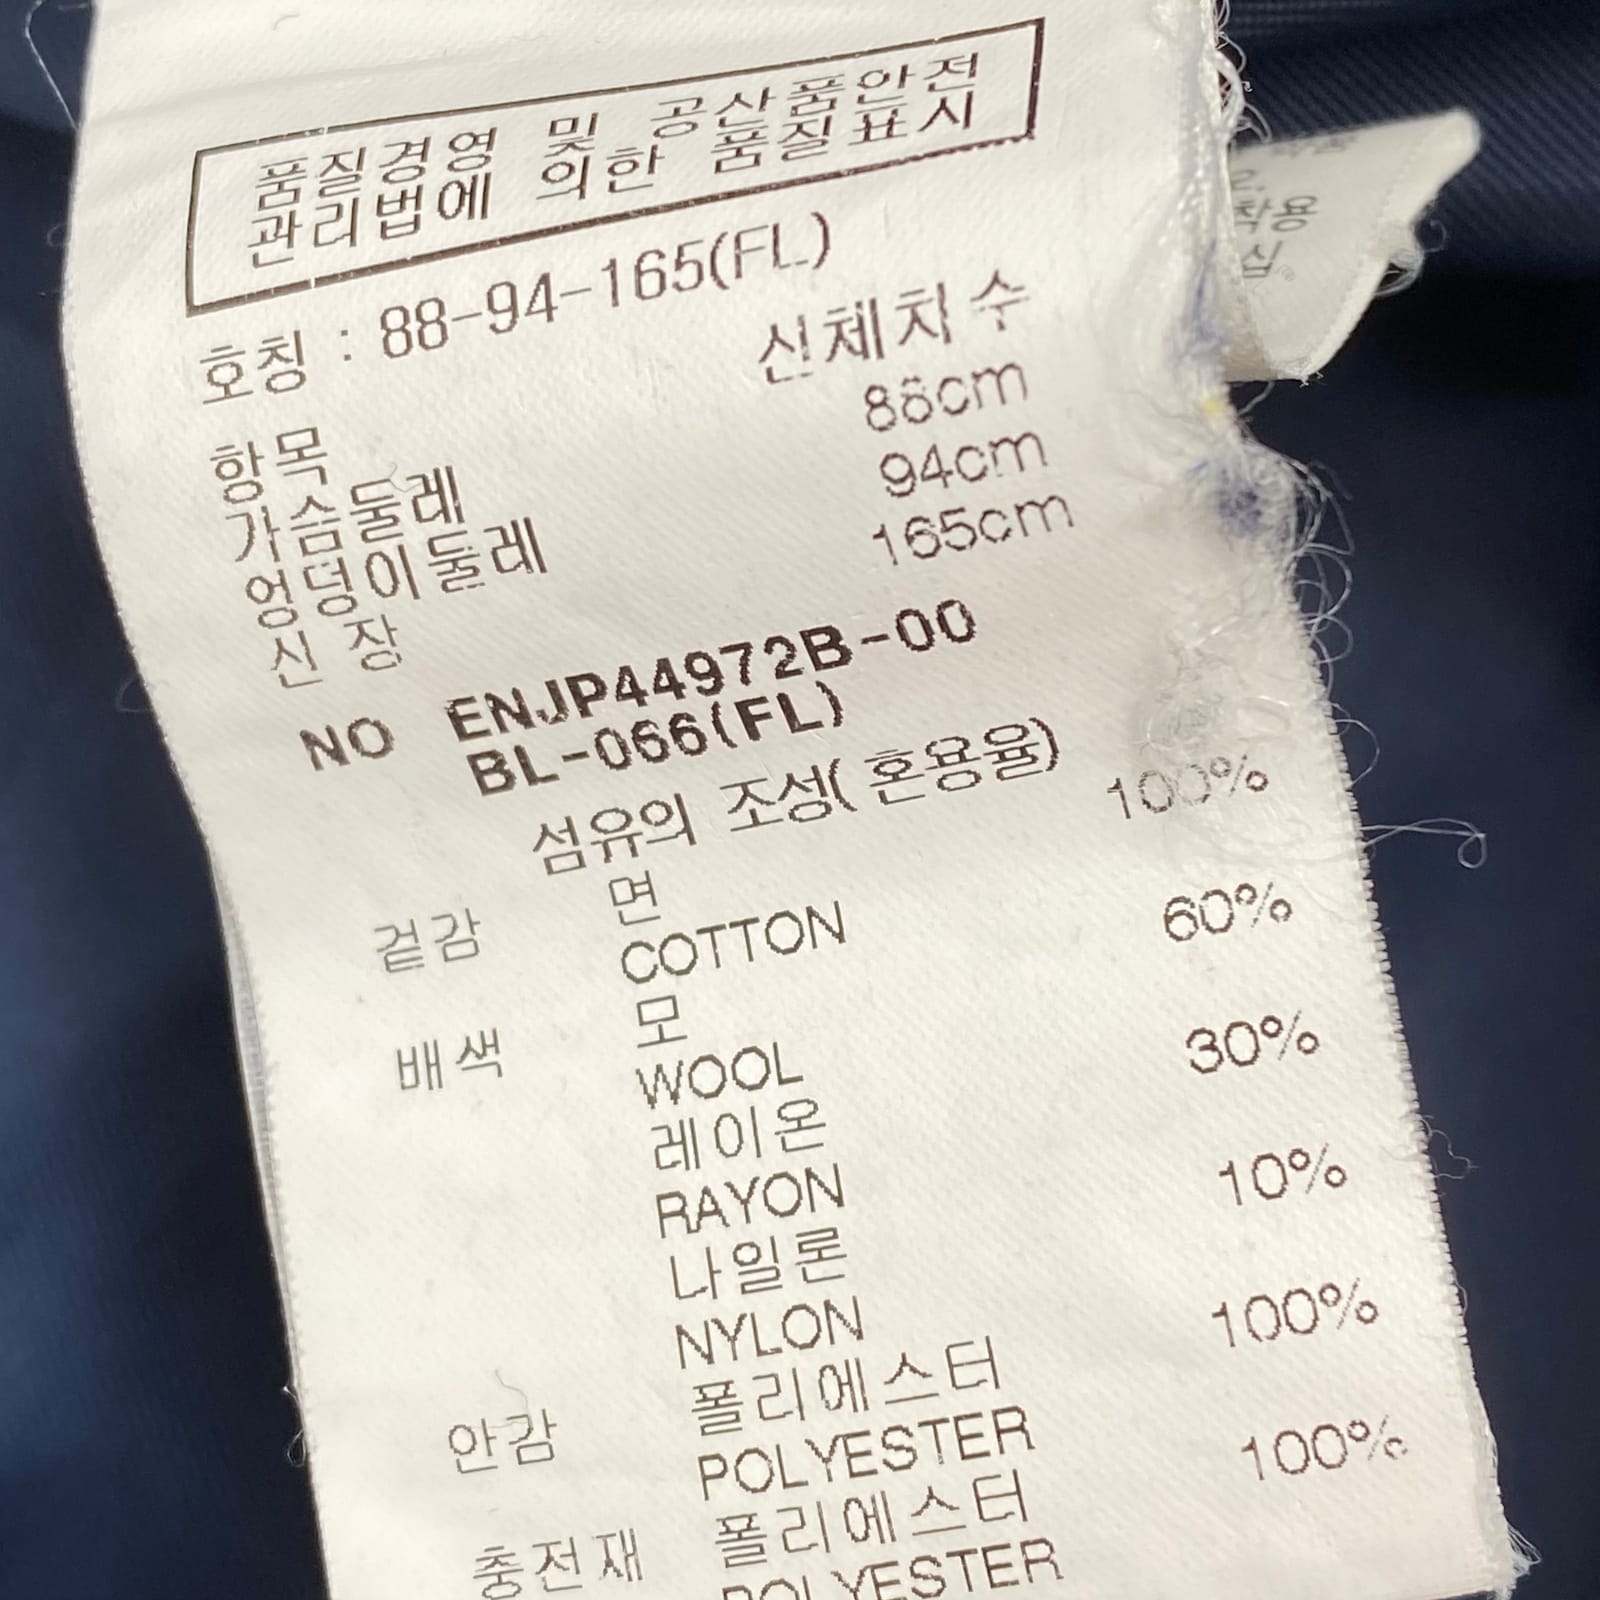 품질경영 및 공산품안전
관리법에 의한 품질표시
호칭 : 88-94-165(FL)
항목 신체치수
가슴둘레 88cm
엉덩이둘레 94cm
신장 165cm
NO ENJP44972B-00
BL-066(FL)
섬유의 조성(혼용율)
겉감 면 100%
COTTON
배색 모 60%
WOOL
레이온 30%
RAYON
나일론 10%
NYLON
안감 폴리에스터 100%
POLYESTER
충전재 폴리에스터 100%
POLYESTER
2.
착용
십